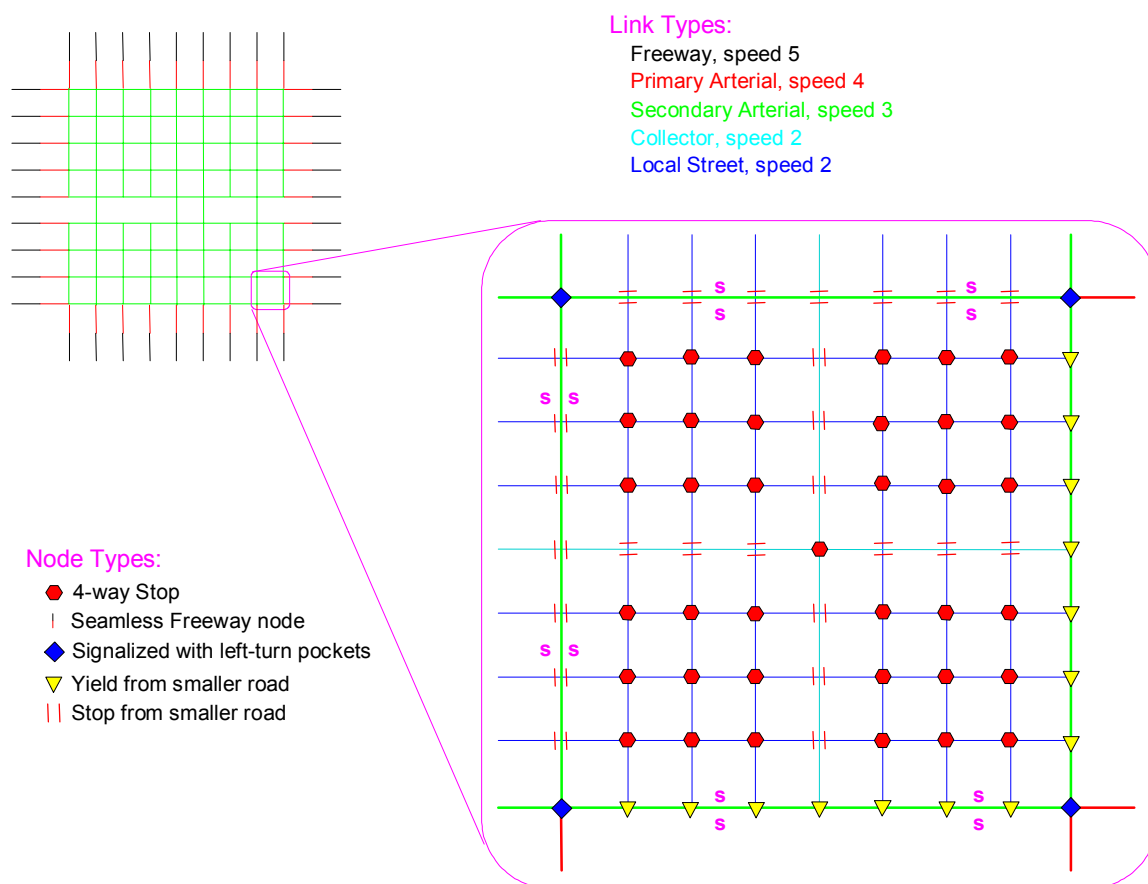 Link Types:
Freeway, speed 5
Primary Arterial, speed 4
Secondary Arterial, speed 3
Collector, speed 2
Local Street, speed 2
s s
s s
s s
s s
Node Types:
4-way Stop
Seamless Freeway node
Signalized with left-turn pockets
Yield from smaller road
Stop from smaller road
s s
s s